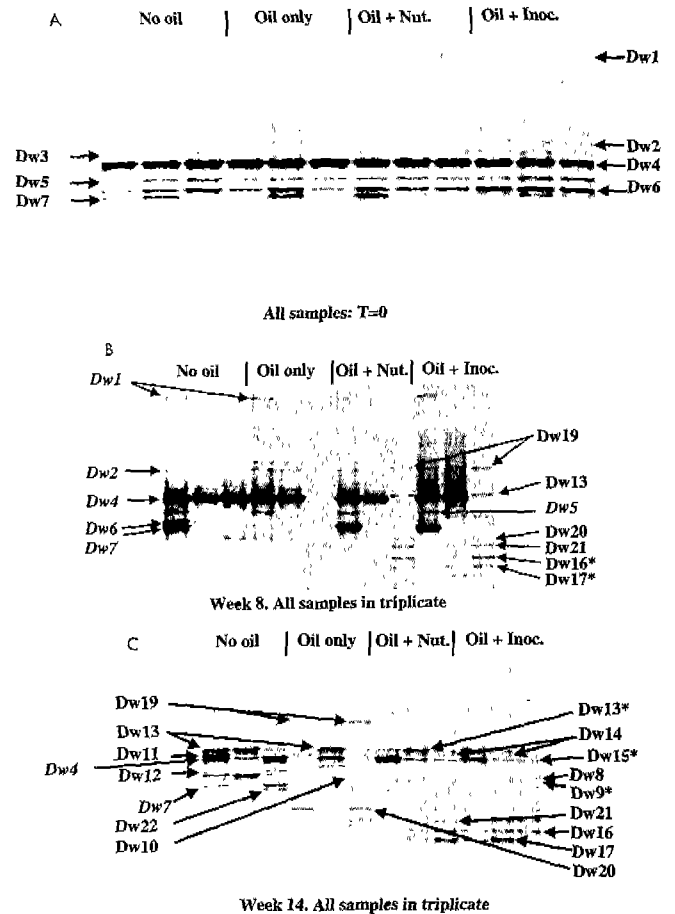 A
No oil | Oil only | Oil + Nut. | Oil + Inoc.
Dw1
Dw2
Dw3
Dw4
Dw5
Dw6
Dw7
All samples: T=0
B
No oil | Oil only | Oil + Nut. | Oil + Inoc.
Dw1
Dw19
Dw2
Dw13
Dw4
Dw5
Dw6
Dw20
Dw7
Dw21
Dw16*
Dw17*
Week 8. All samples in triplicate
C
No oil | Oil only | Oil + Nut. | Oil + Inoc.
Dw19
Dw13*
Dw13
Dw14
Dw11
Dw15*
Dw4
Dw12
Dw8
Dw9*
Dw7
Dw21
Dw22
Dw16
Dw10
Dw17
Dw20
Week 14. All samples in triplicate